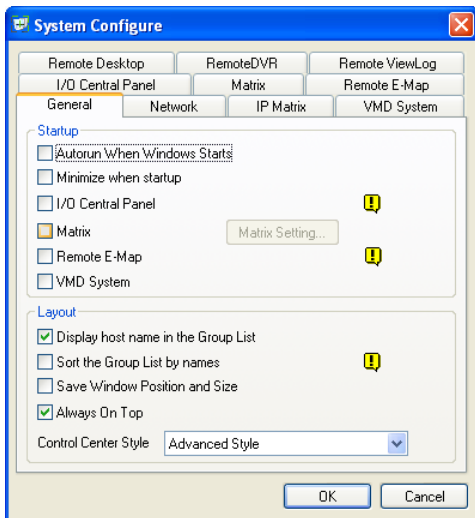 System Configure
Remote Desktop RemoteDVR Remote ViewLog
I/O Central Panel Matrix Remote E-Map
General Network IP Matrix VMD System
Startup
Autorun When Windows Starts
Minimize when startup
I/O Central Panel
Matrix Matrix Setting...
Remote E-Map
VMD System
Layout
Display host name in the Group List
Sort the Group List by names
Save Window Position and Size
Always On Top
Control Center Style Advanced Style
OK Cancel